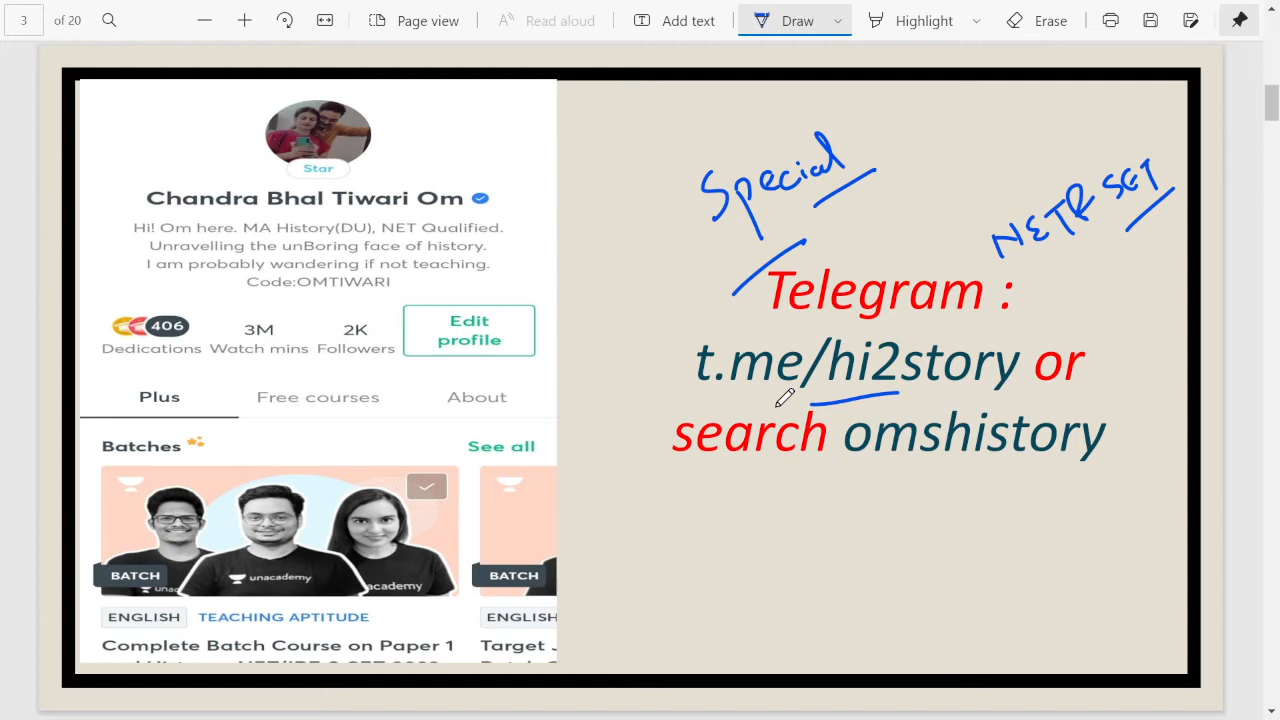 3
of 20
Page view
Read aloud
Add text
Draw
Highlight
Erase
Star
Chandra Bhal Tiwari Om
Hi! Om here. MA History(DU), NET Qualified.
Unravelling the unBoring face of history.
I am probably wandering if not teaching.
Code:OMTIWARI
406
Dedications
3M
Watch mins
2K
Followers
Edit
profile
Plus
Free courses
About
Batches
See all
BATCH
unacademy
academy
BATCH
ENGLISH
TEACHING APTITUDE
ENGLISH
Complete Batch Course on Paper 1
Target J
Special
SET
Telegram :
t.me/hi2story or
search omshistory